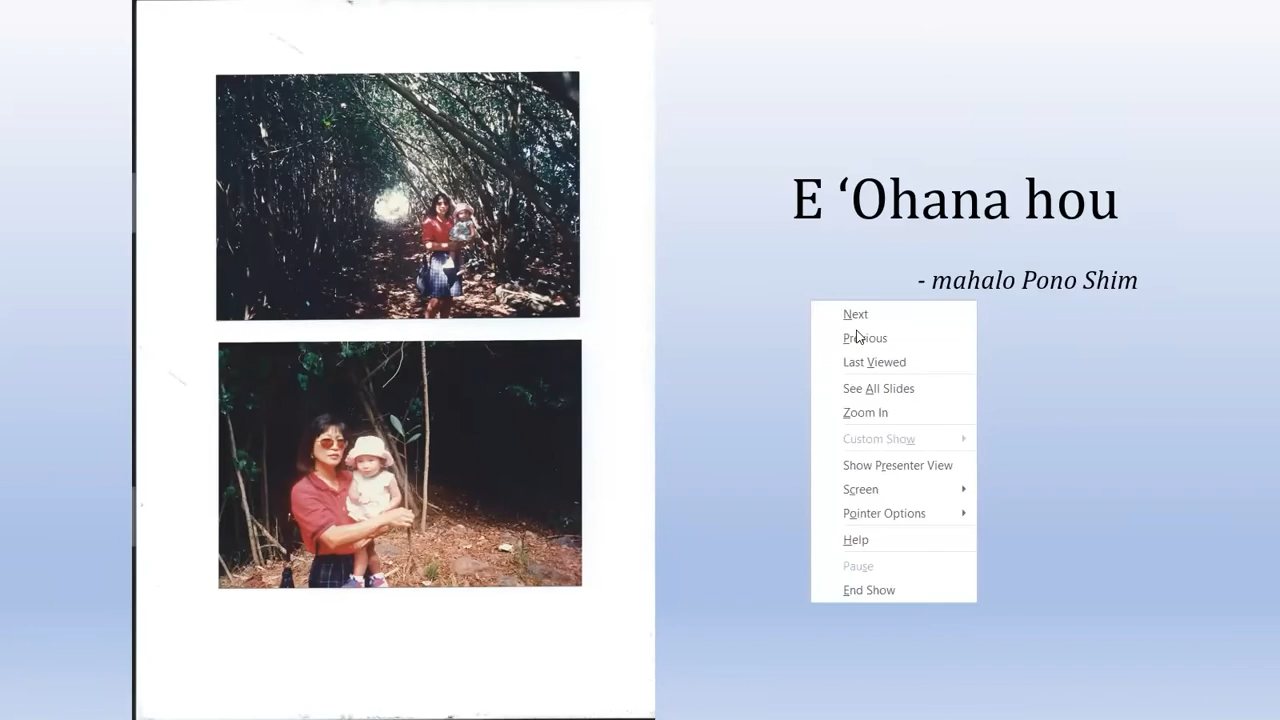 E ‘Ohana hou
- mahalo Pono Shim
Next
Previous
Last Viewed
See All Slides
Zoom In
Custom Show
Show Presenter View
Screen
Pointer Options
Help
Pause
End Show